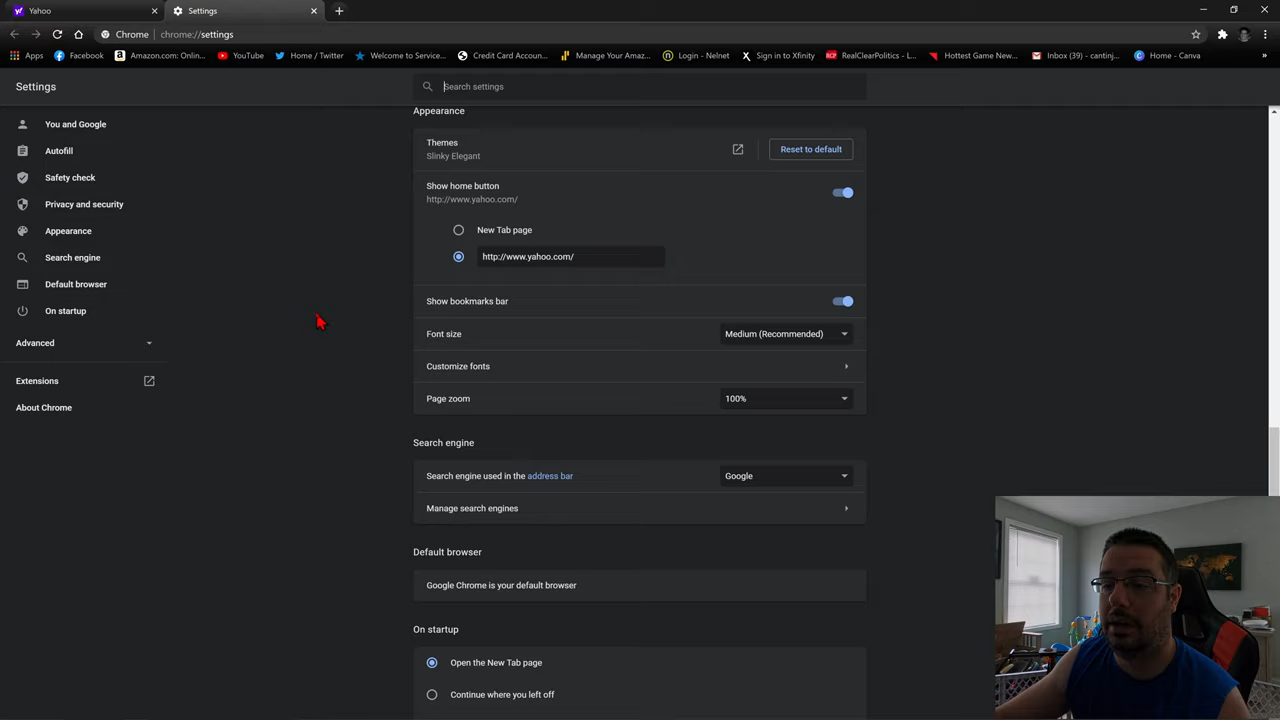 Yahoo
Settings
Chrome | chrome://settings
Apps Facebook Amazon.com: Onlin... YouTube Home / Twitter Welcome to Service... Credit Card Accoun... Manage Your Amaz... Login - Nelnet Sign in to Xfinity RCP RealClearPolitics - L... Hottest Game New... Inbox (39) - cantinj... Home - Canva »
Settings
Search settings
You and Google
Autofill
Safety check
Privacy and security
Appearance
Search engine
Default browser
On startup
Advanced
Extensions
About Chrome
Appearance
Themes
Slinky Elegant
Reset to default
Show home button
http://www.yahoo.com/
New Tab page
http://www.yahoo.com/
Show bookmarks bar
Font size Medium (Recommended)
Customize fonts
Page zoom 100%
Search engine
Search engine used in the address bar Google
Manage search engines
Default browser
Google Chrome is your default browser
On startup
Open the New Tab page
Continue where you left off